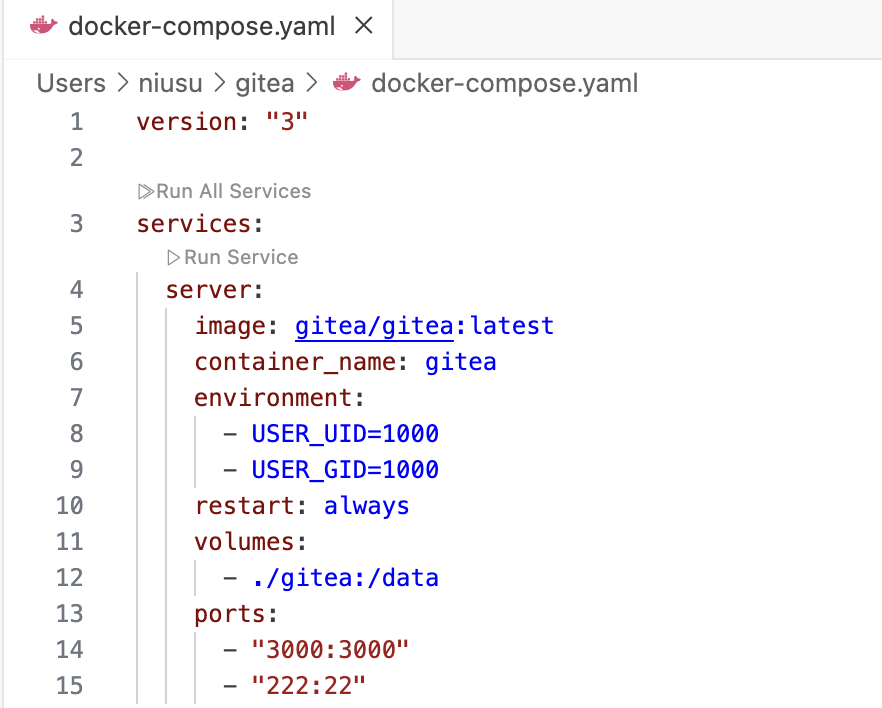 docker-compose.yaml ×
Users > niusu > gitea > docker-compose.yaml
1 version: "3"
2
▷Run All Services
3 services:
▷Run Service
4   server:
5     image: gitea/gitea:latest
6     container_name: gitea
7     environment:
8       - USER_UID=1000
9       - USER_GID=1000
10     restart: always
11     volumes:
12       - ./gitea:/data
13     ports:
14       - "3000:3000"
15       - "222:22"